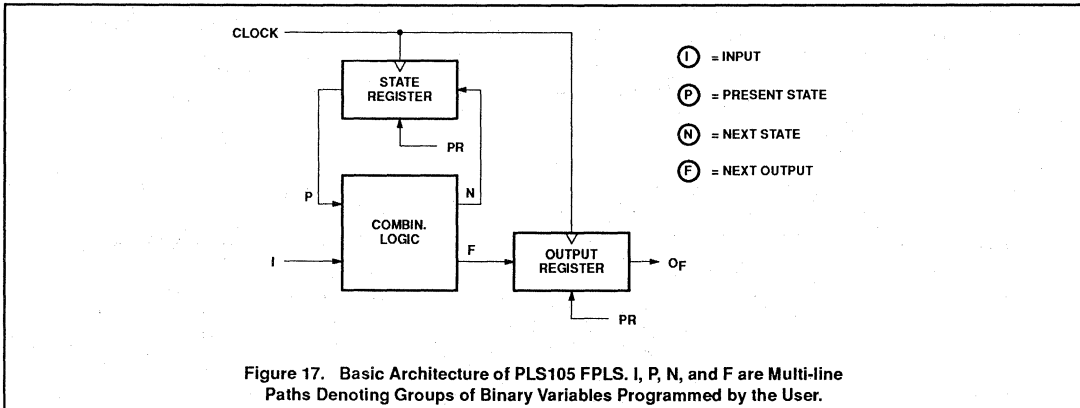 CLOCK
STATE
REGISTER
PR
P
N
COMBIN.
LOGIC
I
F
OUTPUT
REGISTER
OF
PR
I = INPUT
P = PRESENT STATE
N = NEXT STATE
F = NEXT OUTPUT
Figure 17. Basic Architecture of PLS105 FPLS. I, P, N, and F are Multi-line
Paths Denoting Groups of Binary Variables Programmed by the User.